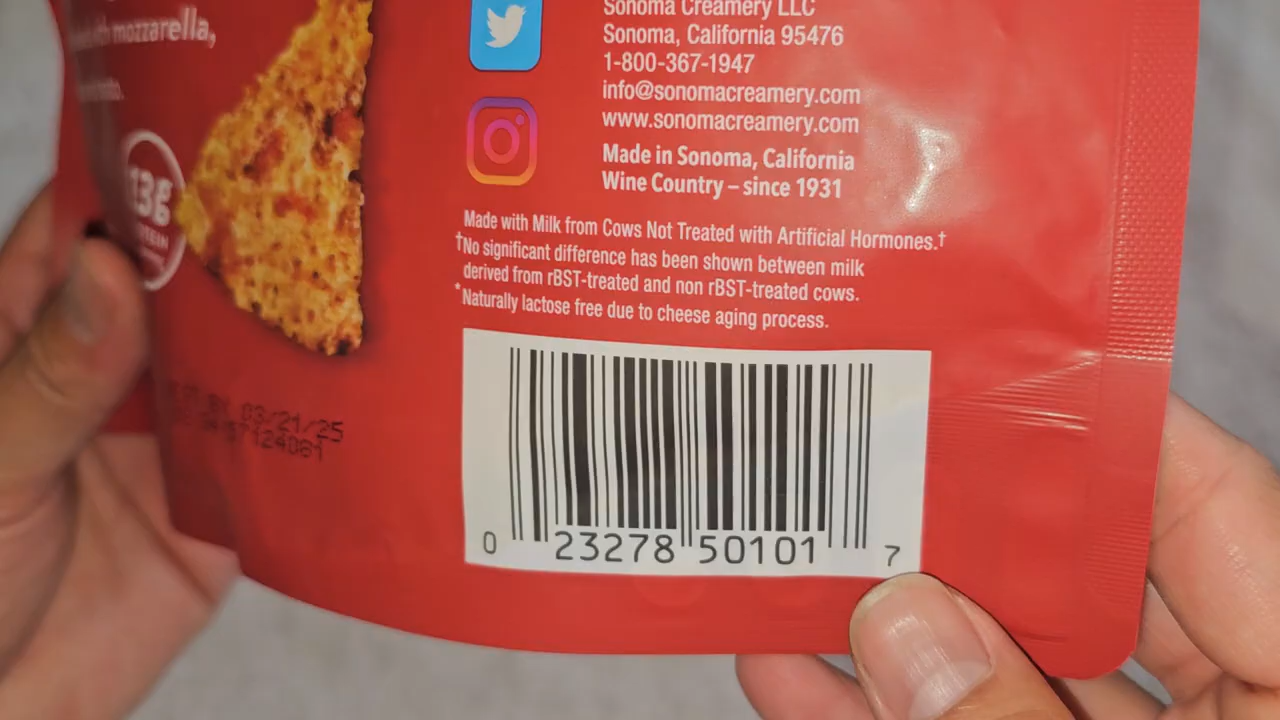 mozzarella,
13g
Sonoma Creamery LLC
Sonoma, California 95476
1-800-367-1947
info@sonomacreamery.com
www.sonomacreamery.com
Made in Sonoma, California
Wine Country – since 1931
Made with Milk from Cows Not Treated with Artificial Hormones.†
†No significant difference has been shown between milk
derived from rBST-treated and non rBST-treated cows.
*Naturally lactose free due to cheese aging process.
03/21/25
0 23278 50101 7